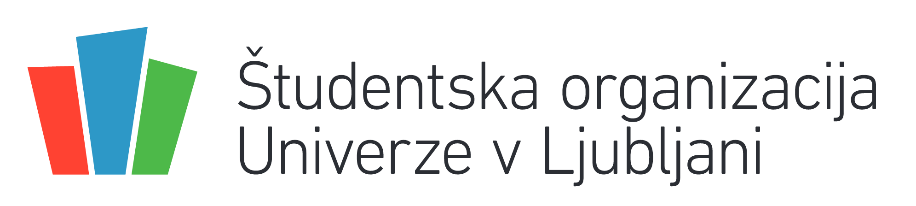 Študentska organizacija
Univerze v Ljubljani